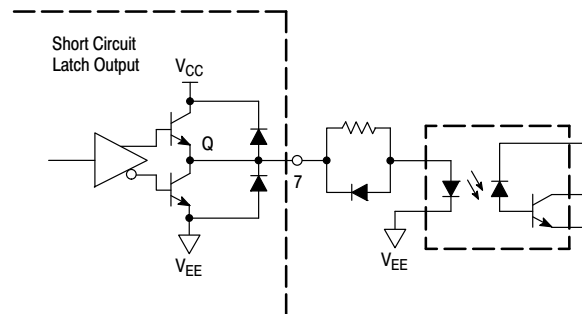 Short Circuit
Latch Output
VCC
Q
7
VEE
VEE